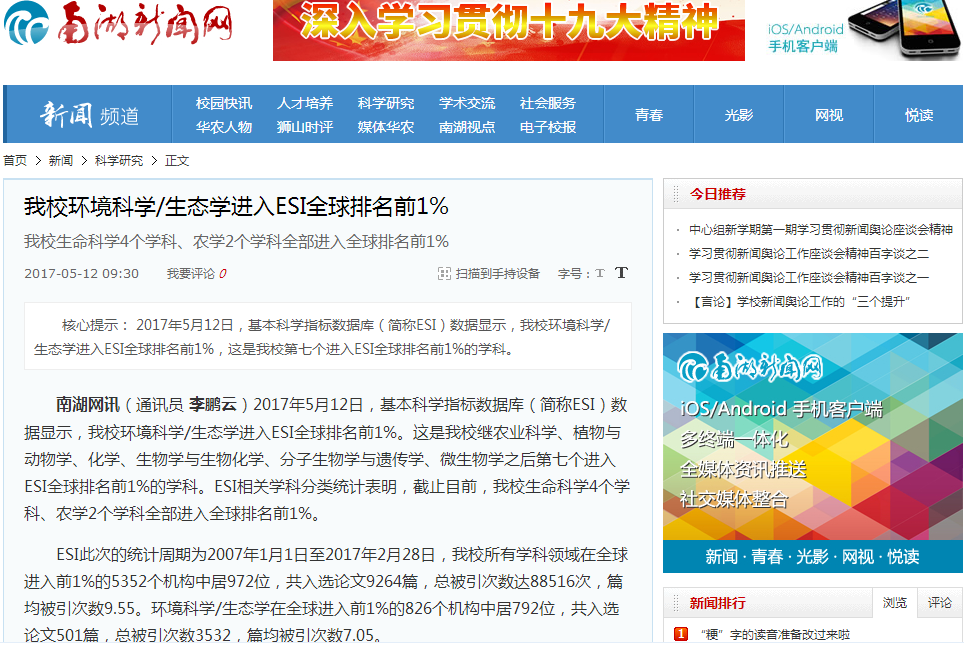 南湖新闻网
深入学习贯彻十九大精神
iOS/Android
手机客户端
新闻 频道
校园快讯 人才培养 科学研究 学术交流 社会服务
华农人物 狮山时评 媒体华农 南湖视点 电子校报
青春 光影 网视 悦读
首页 > 新闻 > 科学研究 > 正文
我校环境科学/生态学进入ESI全球排名前1%
我校生命科学4个学科、农学2个学科全部进入全球排名前1%
2017-05-12 09:30 我要评论 0 扫描到手持设备 字号：T T
核心提示： 2017年5月12日，基本科学指标数据库（简称ESI）数据显示，我校环境科学/
生态学进入ESI全球排名前1%，这是我校第七个进入ESI全球排名前1%的学科。
南湖网讯（通讯员 李鹏云）2017年5月12日，基本科学指标数据库（简称ESI）数
据显示，我校环境科学/生态学进入ESI全球排名前1%。这是我校继农业科学、植物与
动物学、化学、生物学与生物化学、分子生物学与遗传学、微生物学之后第七个进入
ESI全球排名前1%的学科。ESI相关学科分类统计表明，截止目前，我校生命科学4个学
科、农学2个学科全部进入全球排名前1%。
ESI此次的统计周期为2007年1月1日至2017年2月28日，我校所有学科领域在全球
进入前1%的5352个机构中居972位，共入选论文9264篇，总被引次数达88516次，篇
均被引次数9.55。环境科学/生态学在全球进入前1%的826个机构中居792位，共入选
论文501篇，总被引次数3532，篇均被引次数7.05。
今日推荐
· 中心组新学期第一期学习贯彻新闻舆论座谈会精神
· 学习贯彻新闻舆论工作座谈会精神百字谈之二
· 学习贯彻新闻舆论工作座谈会精神百字谈之一
· 【言论】学校新闻舆论工作的“三个提升”
南湖新闻网
iOS/Android 手机客户端
多终端一体化
全媒体资讯推送
社交媒体整合
新闻 · 青春 · 光影 · 网视 · 悦读
新闻排行 浏览 评论
1 “粳”字的读音准备改过来啦